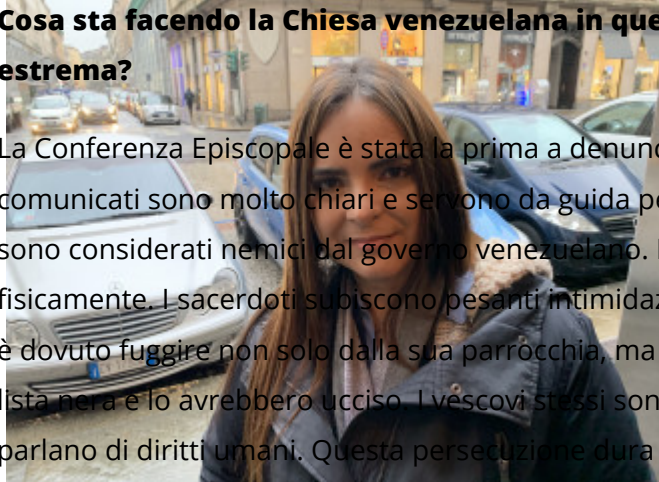 Cosa sta facendo la Chiesa venezuelana in que
estrema?
La Conferenza Episcopale è stata la prima a denunc
comunicati sono molto chiari e servono da guida pe
sono considerati nemici dal governo venezuelano.
fisicamente. I sacerdoti subiscono pesanti intimidaz
è dovuto fuggire non solo dalla sua parrocchia, ma
lista nera e lo avrebbero ucciso. I vescovi stessi son
parlano di diritti umani. Questa persecuzione dura